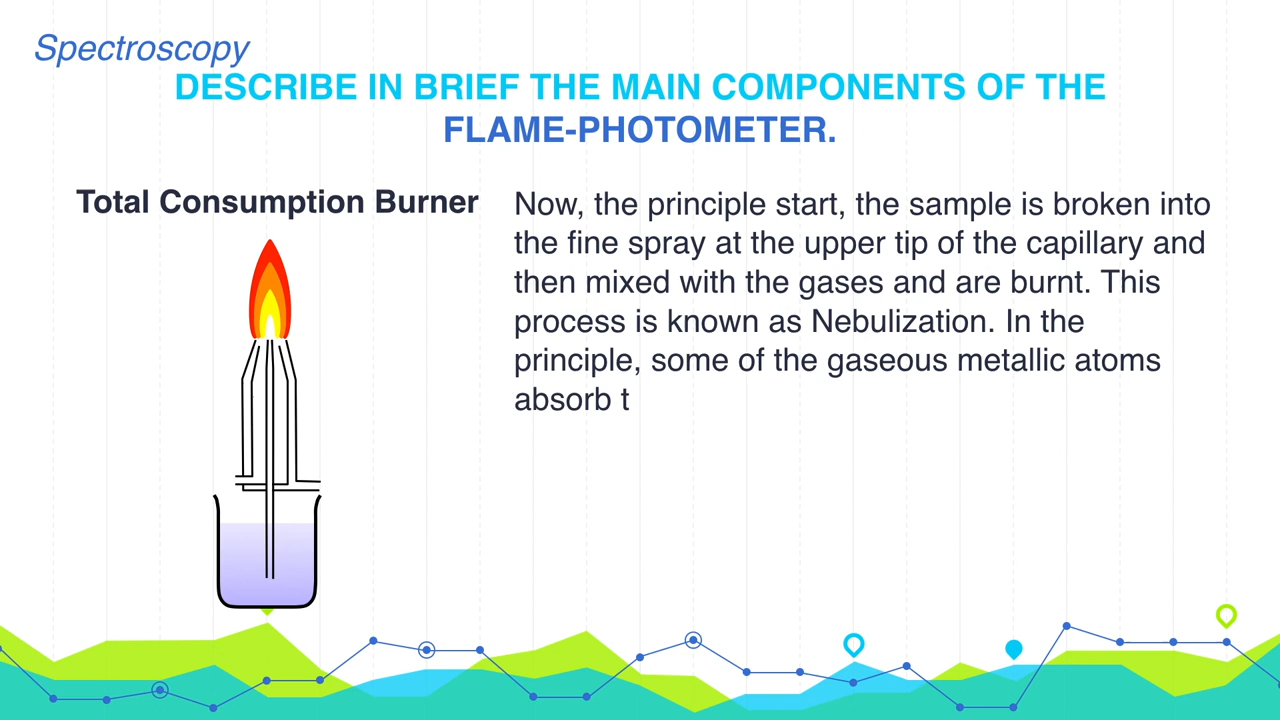 Spectroscopy
DESCRIBE IN BRIEF THE MAIN COMPONENTS OF THE
FLAME-PHOTOMETER.
Total Consumption Burner
Now, the principle start, the sample is broken into
the fine spray at the upper tip of the capillary and
then mixed with the gases and are burnt. This
process is known as Nebulization. In the
principle, some of the gaseous metallic atoms
absorb t